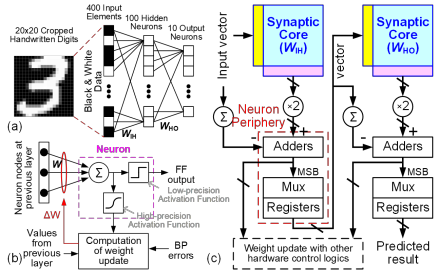 400 Input
Elements
100 Hidden
Neurons
10 Output
Neurons
20x20 Cropped
Handwritten Digits
Black & White
Data
W_IH
W_HO
(a)
Neuron nodes at
previous layer
W
Neuron
Σ
FF
output
Low-precision
Activation Function
High-precision
Activation Function
ΔW
Values from
previous layer
Computation
of weight
update
BP
errors
(b)
Input vector
Synaptic
Core
(W_IH)
Σ
×2
Neuron
Periphery
-
+
Adders
MSB
Mux
Registers
vector
Synaptic
Core
(W_HO)
Σ
×2
-
+
Adders
MSB
Mux
Registers
Weight update with other
hardware control logics
Predicted
result
(c)